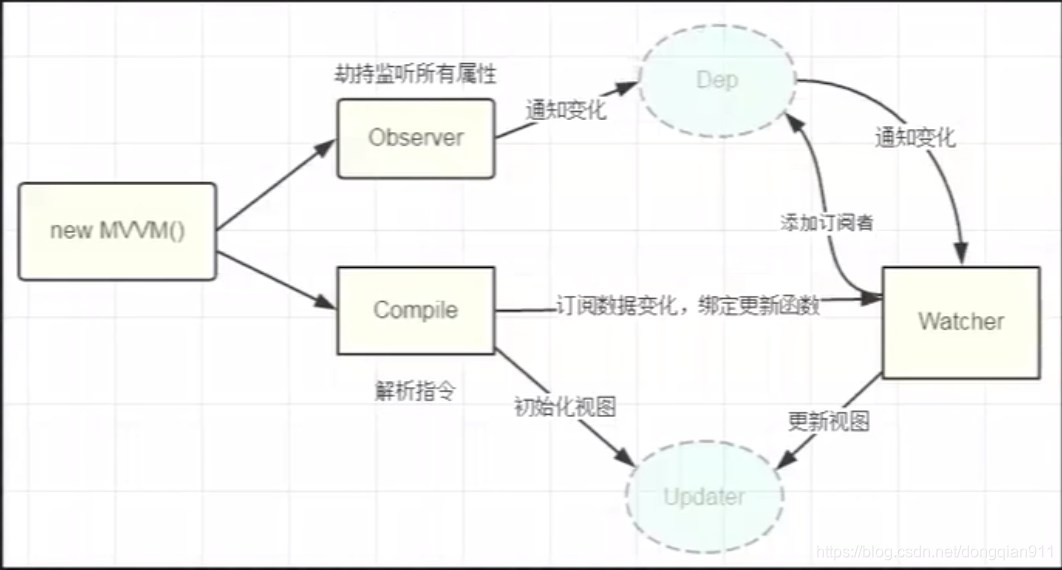 劫持监听所有属性
Observer
通知变化
Dep
通知变化
new MVVM()
添加订阅者
Compile
订阅数据变化，绑定更新函数
Watcher
解析指令
初始化视图
更新视图
Updater
https://blog.csdn.net/dongqian911